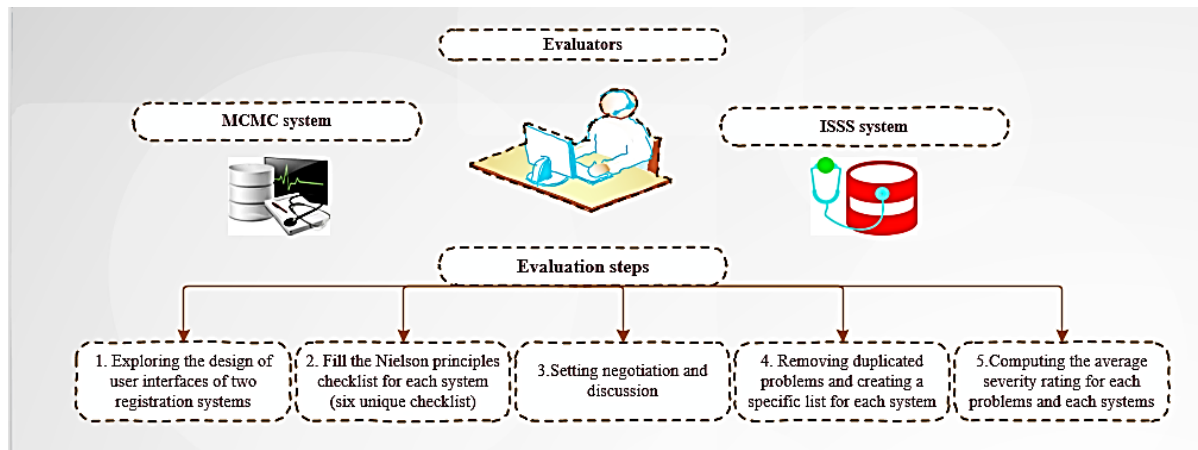 Evaluators
MCMC system
ISSS system
Evaluation steps
1. Exploring the design of
user interfaces of two
registration systems
2. Fill the Nielson principles
checklist for each system
(six unique checklist)
3.Setting negotiation and
discussion
4. Removing duplicated
problems and creating a
specific list for each system
5.Computing the average
severity rating for each
problems and each systems